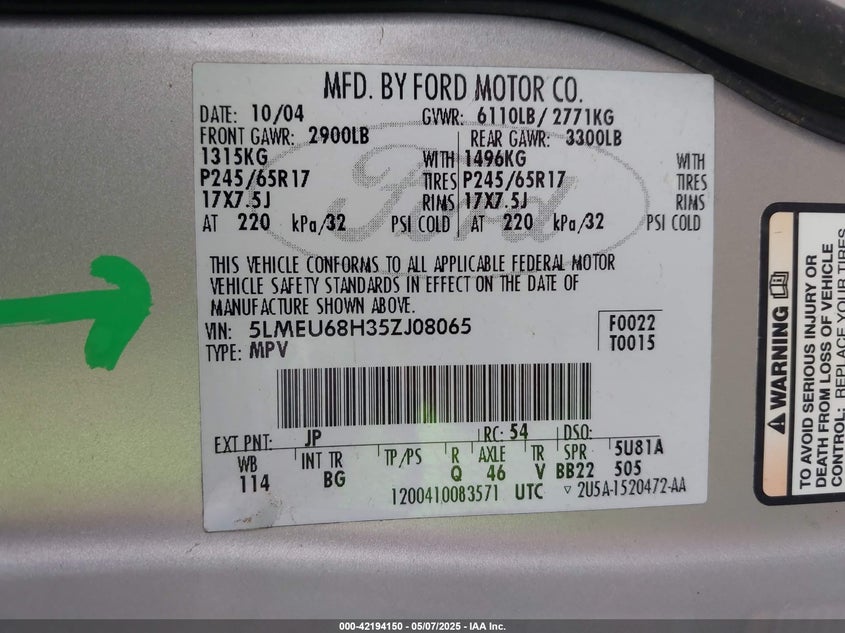 MFD. BY FORD MOTOR CO.
DATE: 10/04 GVWR: 6110LB/ 2771KG
FRONT GAWR: 2900LB REAR GAWR: 3300LB
1315KG WITH 1496KG WITH
P245/65R17 TIRES P245/65R17 TIRES
17X7.5J RIMS 17X7.5J RIMS
AT 220 kPa/32 PSI COLD AT 220 kPa/32 PSI COLD
Ford
THIS VEHICLE CONFORMS TO ALL APPLICABLE FEDERAL MOTOR
VEHICLE SAFETY STANDARDS IN EFFECT ON THE DATE OF
MANUFACTURE SHOWN ABOVE.
VIN: 5LMEU68H35ZJ08065 F0022
TYPE: MPV T0015
EXT PNT: JP RC: 54 DSO:
WB INT TR TP/PS R AXLE TR SPR 5U81A
114 BG Q 46 V BB22 505
1200410083571 UTC ▽ 2U5A-1520472-AA
WARNING
TO AVOID SERIOUS INJURY OR
DEATH FROM LOSS OF VEHICLE
CONTROL: REPLACE YOUR TIRES
000-42194150 — 05/07/2025 — IAA Inc.